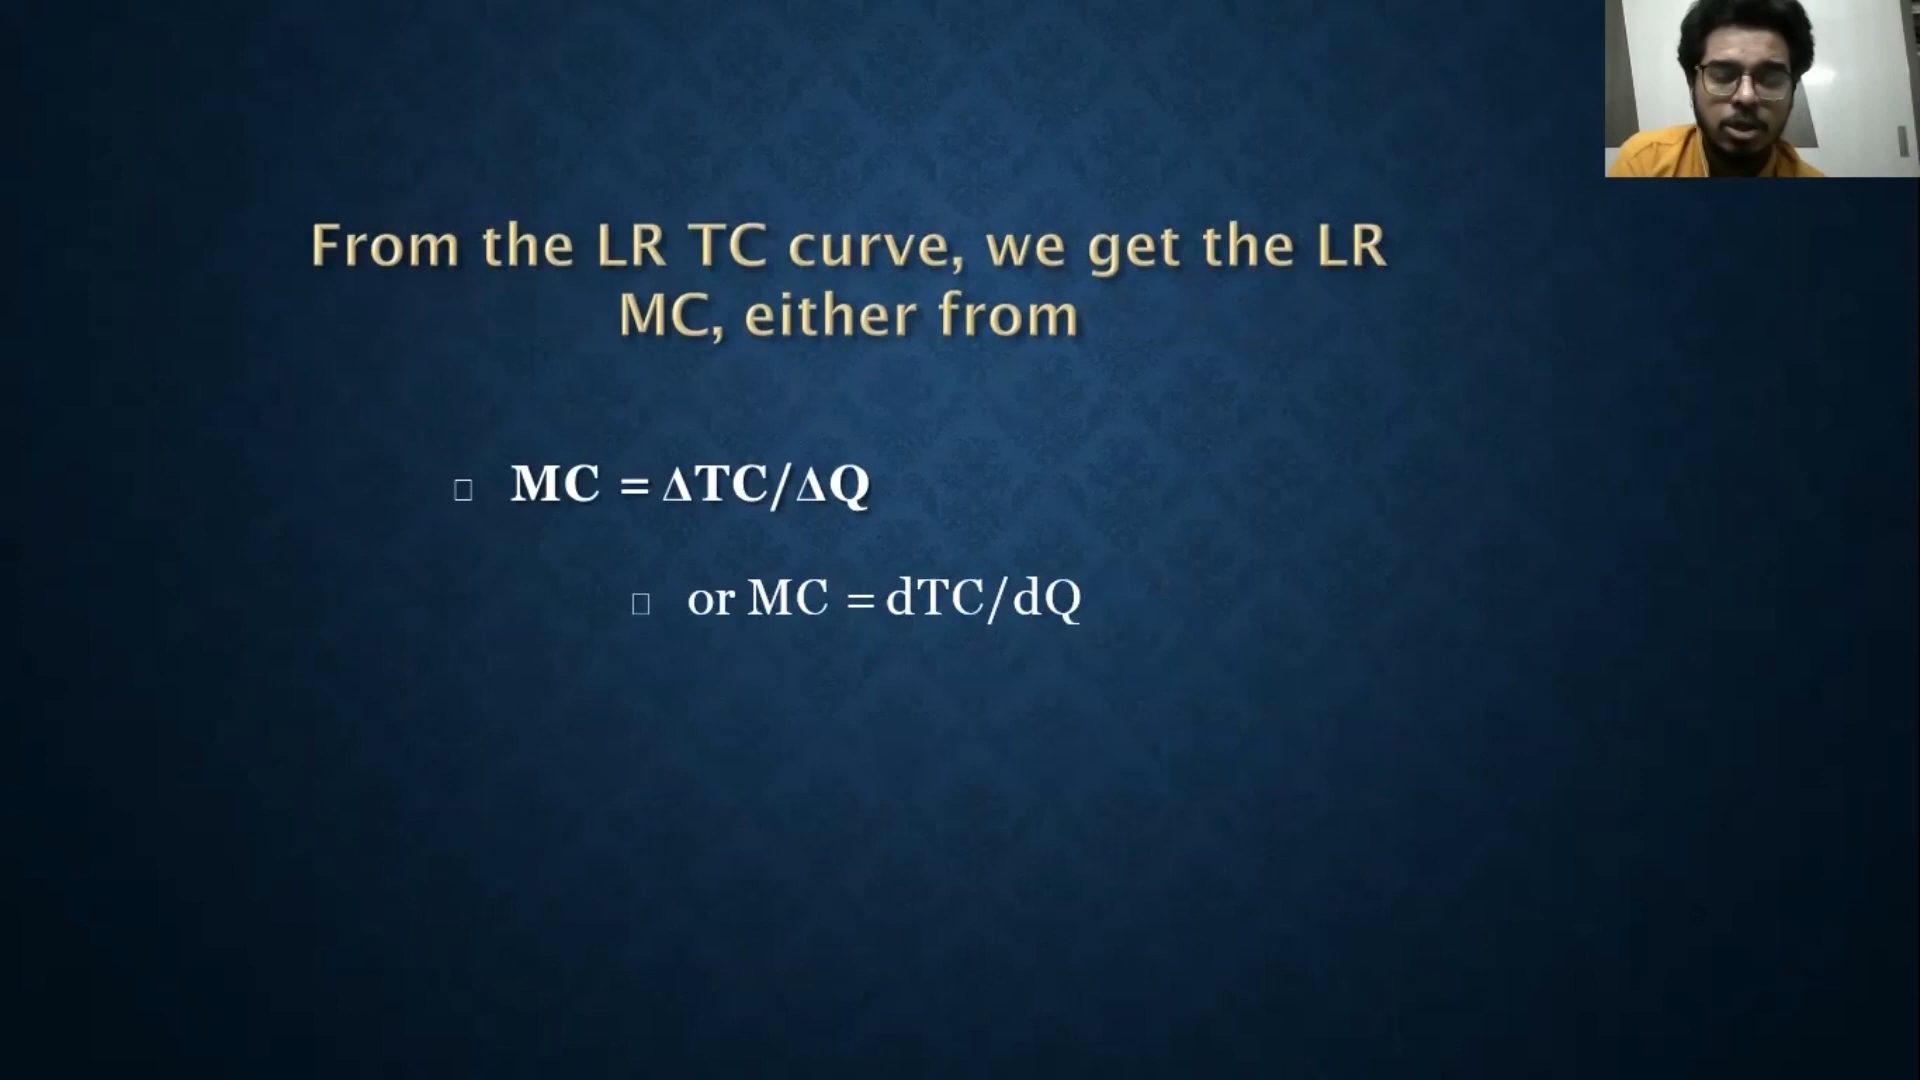 From the LR TC curve, we get the LR
MC, either from
MC = ΔTC/ΔQ
or MC = dTC/dQ